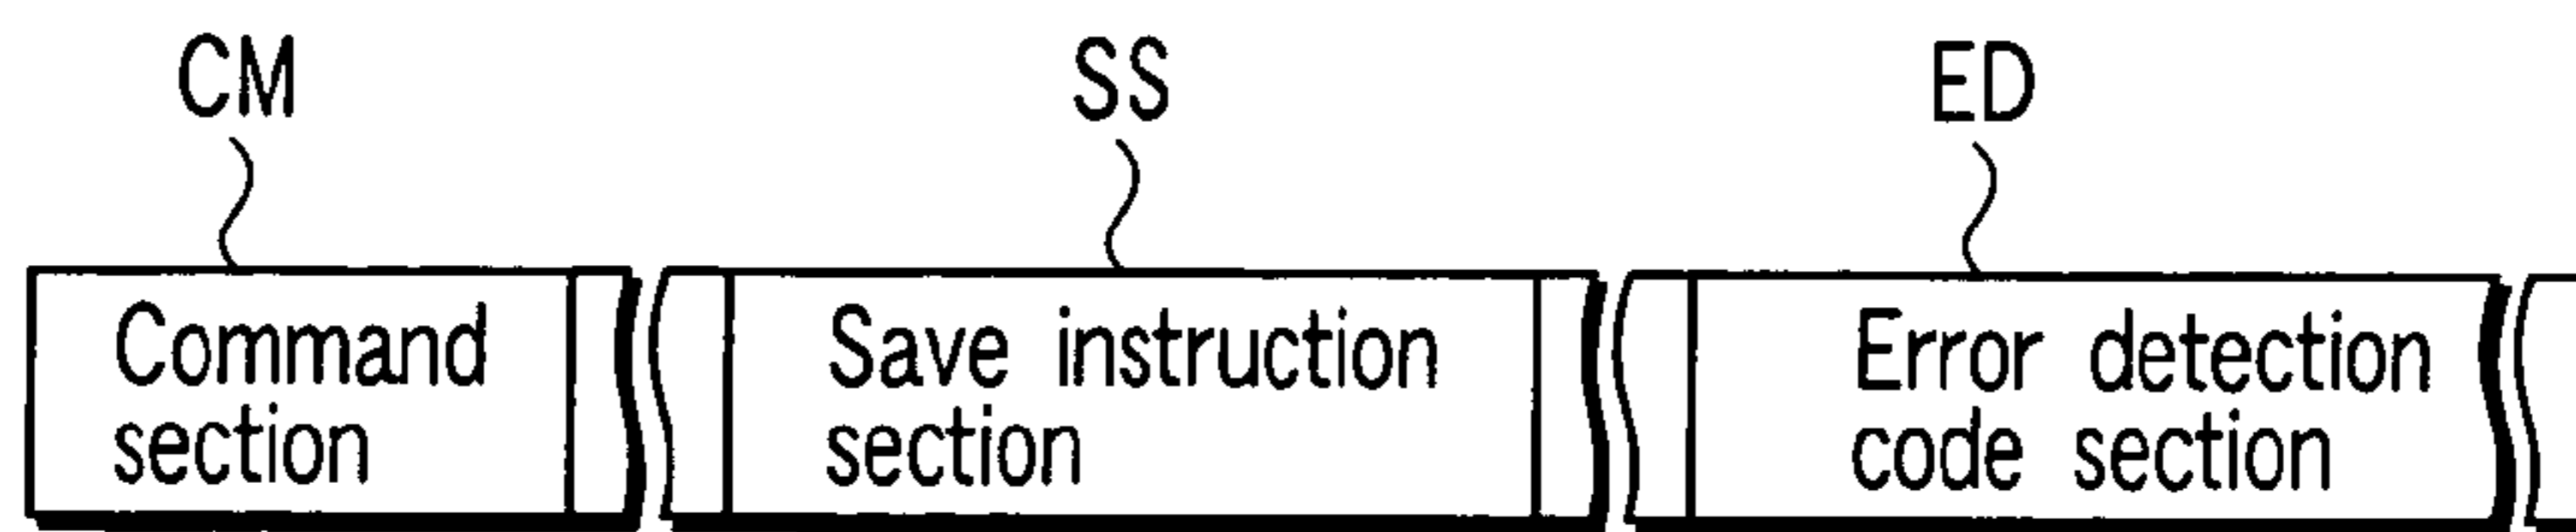 CM SS ED
Command section
Save instruction section
Error detection code section